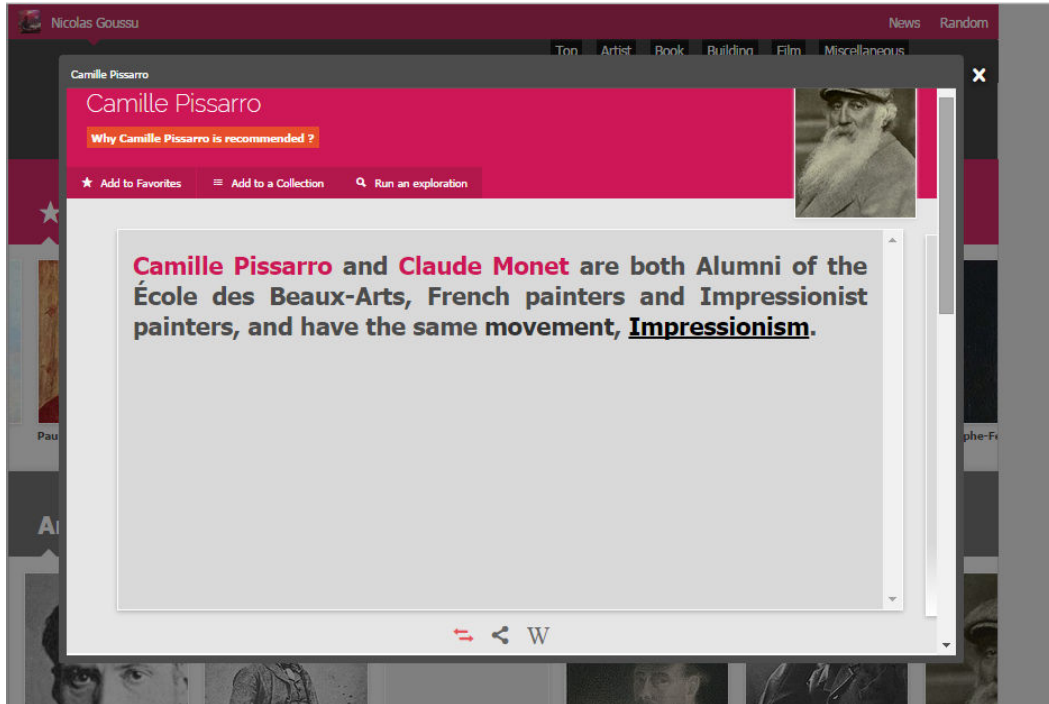 Nicolas Goussu
News Random
Top Artist Book Building Film Miscellaneous
Camille Pissarro
Camille Pissarro
Why Camille Pissarro is recommended ?
Add to Favorites Add to a Collection Run an exploration
Camille Pissarro and Claude Monet are both Alumni of the
École des Beaux-Arts, French painters and Impressionist
painters, and have the same movement, Impressionism.
W